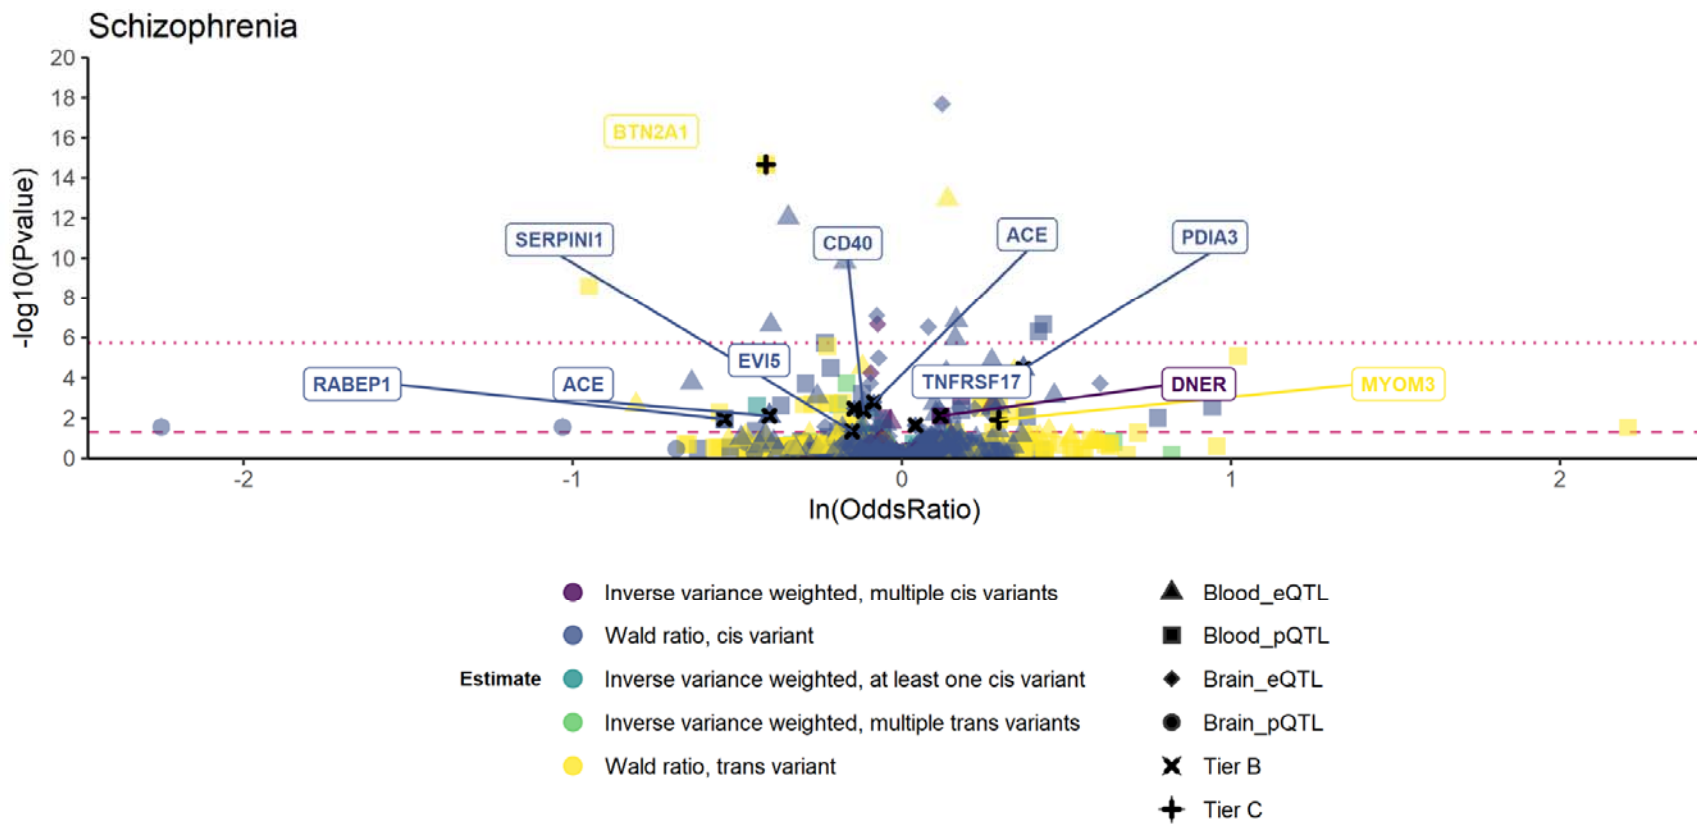 Schizophrenia
20
18
16
14
12
10
8
6
4
2
0
-log10(Pvalue)
BTN2A1
SERPINI1
CD40
ACE
PDIA3
EVI5
RABEP1
ACE
TNFRSF17
DNER
MYOM3
-2
-1
0
1
2
ln(OddsRatio)
Estimate
Inverse variance weighted, multiple cis variants
Wald ratio, cis variant
Inverse variance weighted, at least one cis variant
Inverse variance weighted, multiple trans variants
Wald ratio, trans variant
Blood_eQTL
Blood_pQTL
Brain_eQTL
Brain_pQTL
Tier B
Tier C